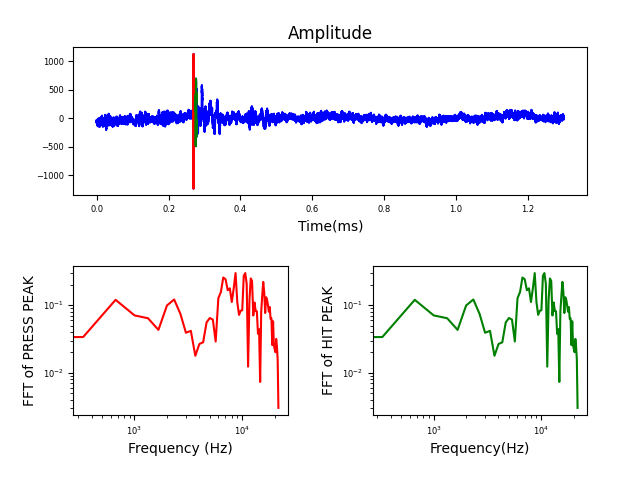 Amplitude
1000
500
0
−500
−1000
0.0 0.2 0.4 0.6 0.8 1.0 1.2
Time(ms)
FFT of PRESS PEAK
10⁻¹
10⁻²
10³ 10⁴
Frequency (Hz)
FFT of HIT PEAK
10⁻¹
10⁻²
10³ 10⁴
Frequency(Hz)